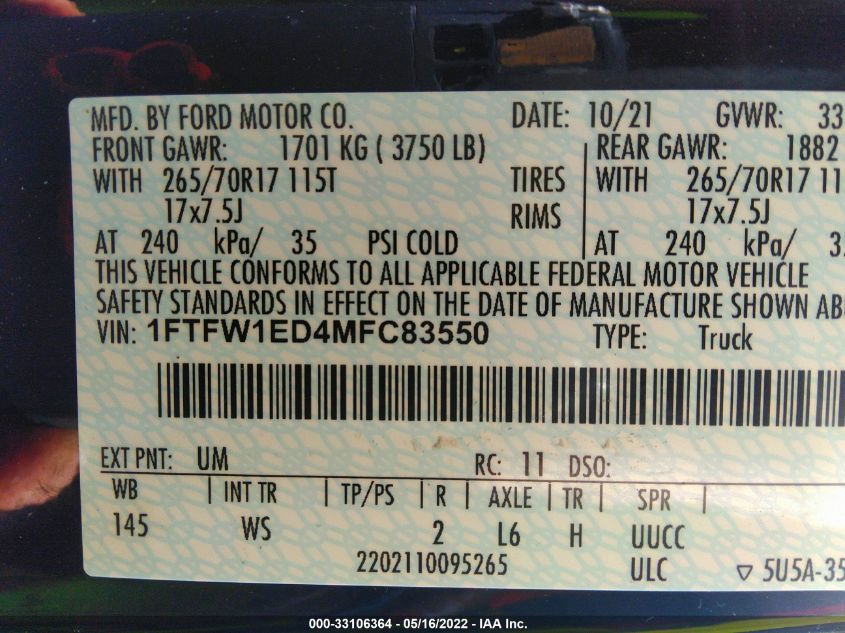 MFD. BY FORD MOTOR CO. DATE: 10/21 GVWR: 33
FRONT GAWR: 1701 KG ( 3750 LB) REAR GAWR: 1882
WITH 265/70R17 115T TIRES WITH 265/70R17 11
17x7.5J RIMS 17x7.5J
AT 240 kPa/ 35 PSI COLD AT 240 kPa/ 35
THIS VEHICLE CONFORMS TO ALL APPLICABLE FEDERAL MOTOR VEHICLE
SAFETY STANDARDS IN EFFECT ON THE DATE OF MANUFACTURE SHOWN AB
VIN: 1FTFW1ED4MFC83550 TYPE: Truck
EXT PNT: UM RC: 11 DSO:
WB | INT TR | TP/PS | R | AXLE | TR | SPR |
145 WS 2 L6 H UUCC
2202110095265 ULC ▽ 5U5A-35
000-33106364 - 05/16/2022 - IAA Inc.